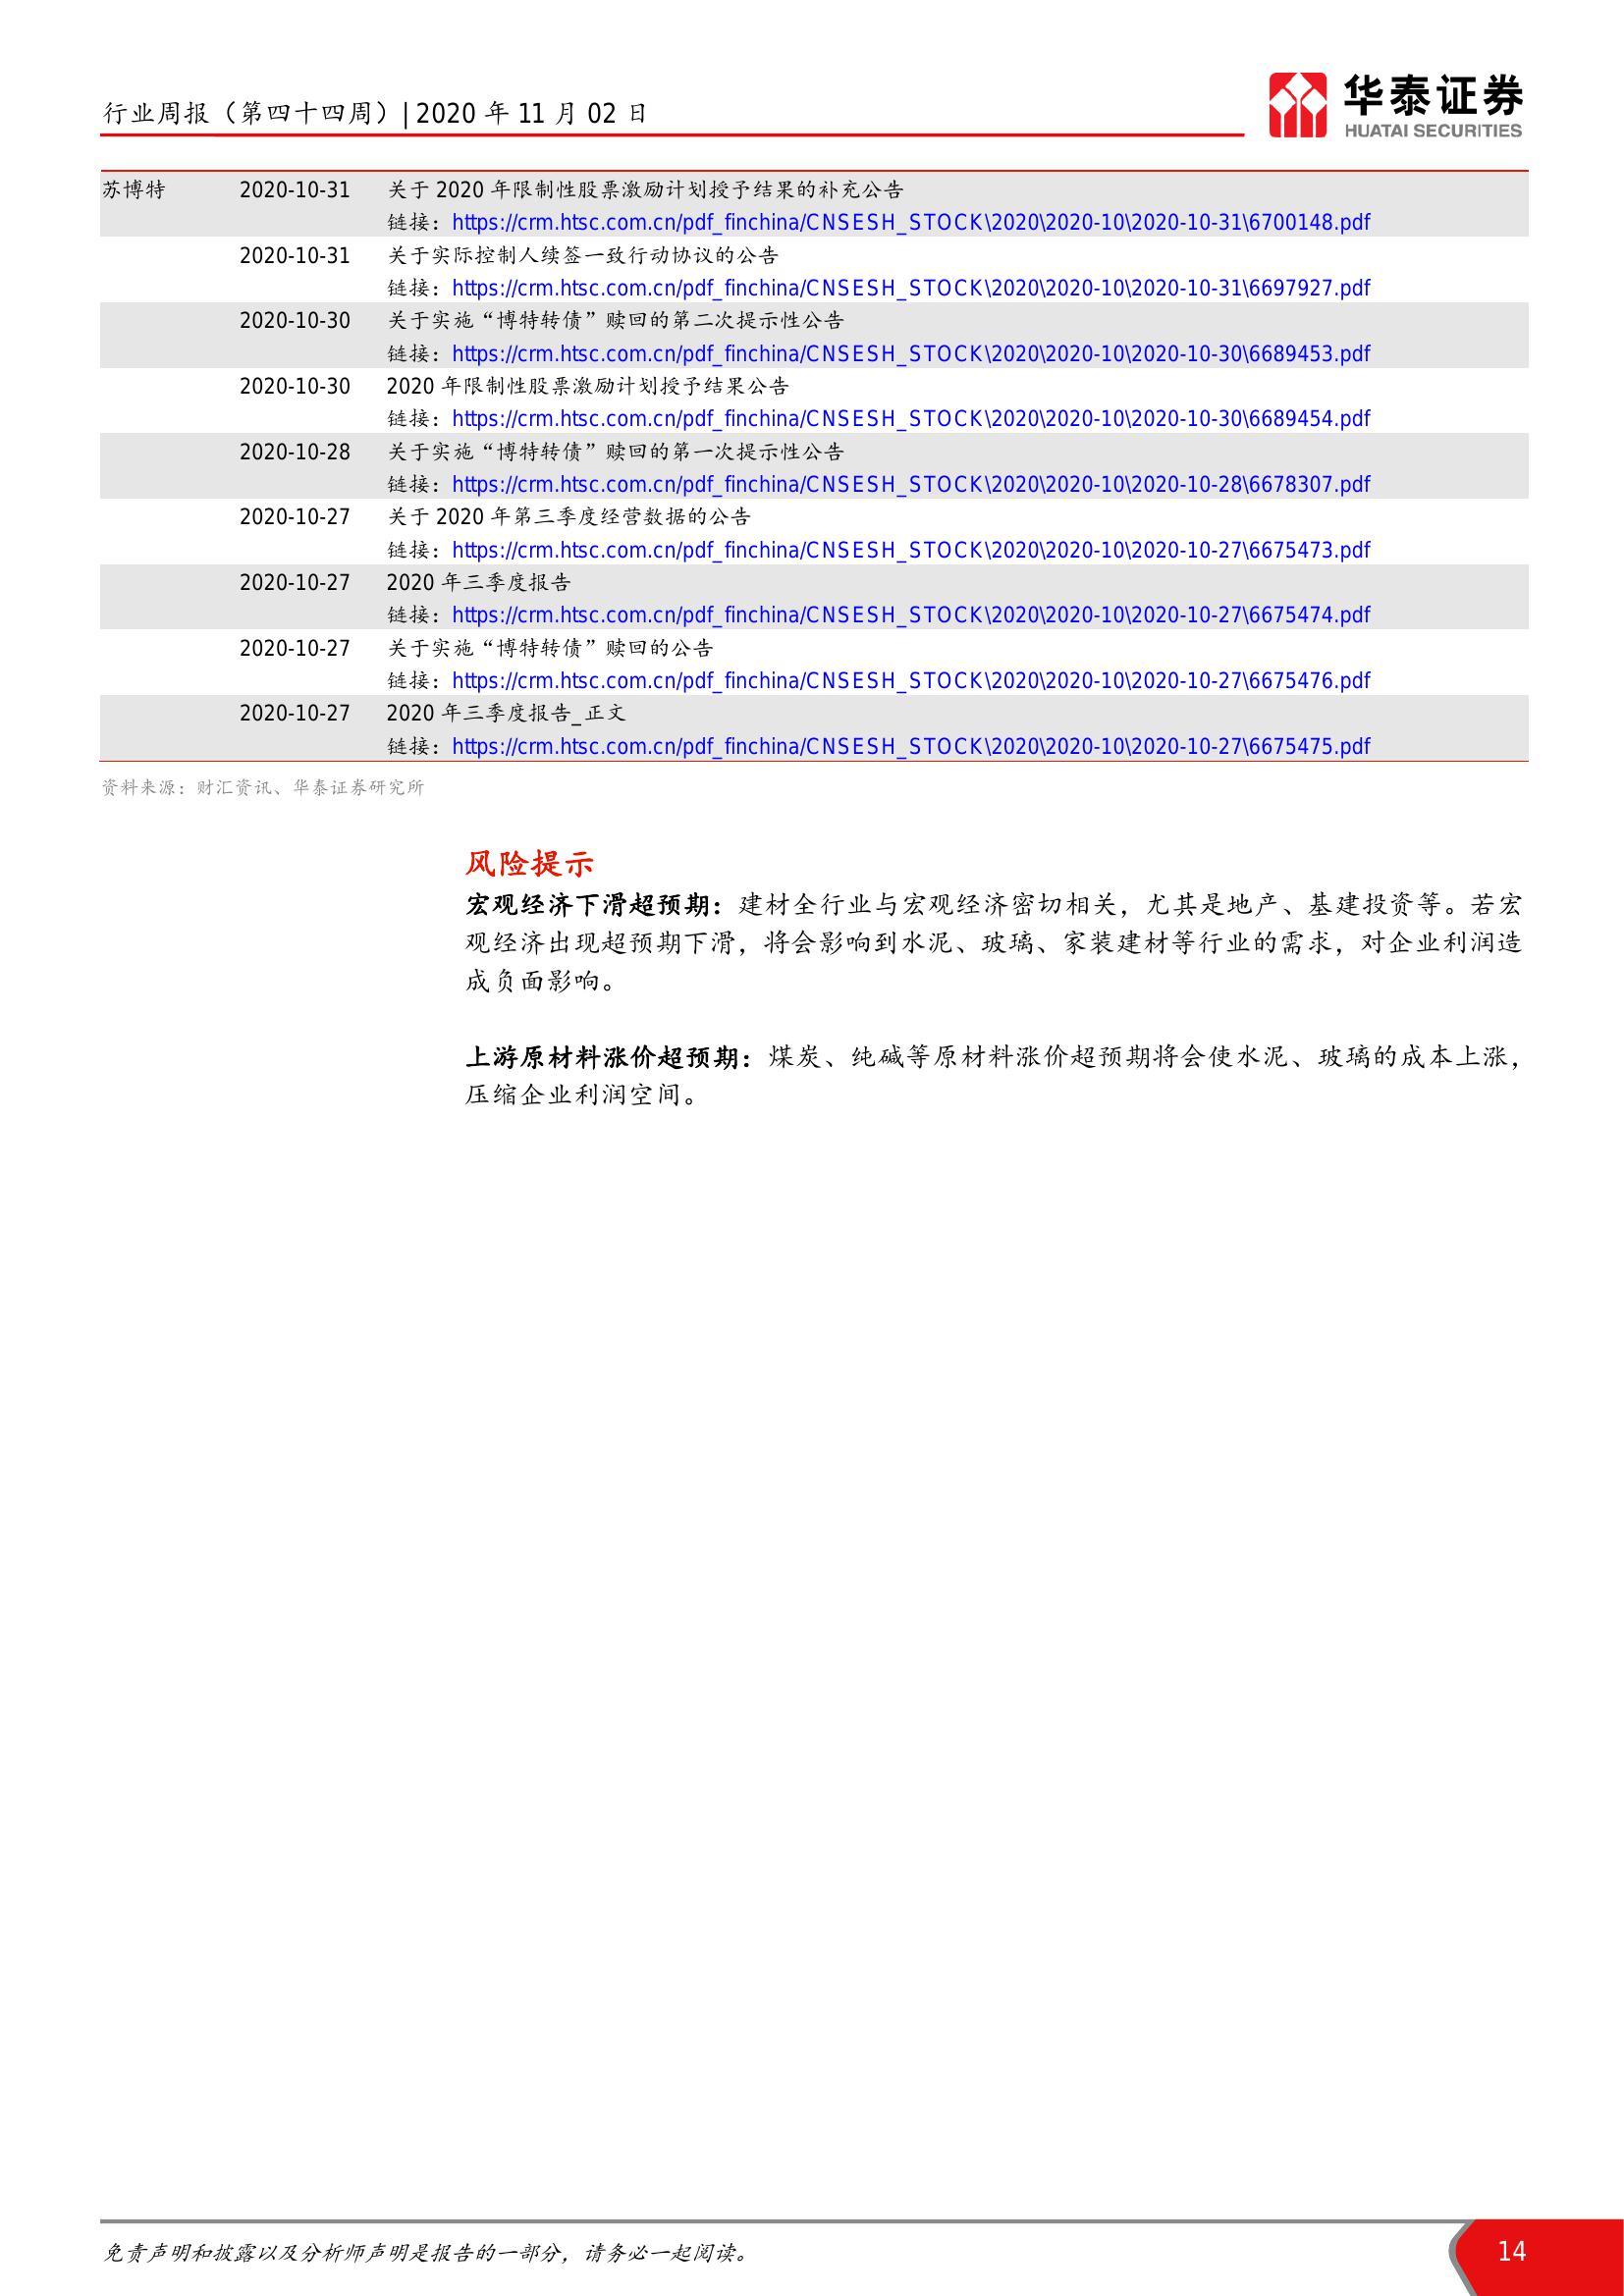 行业周报（第四十四周）| 2020 年 11 月 02 日
华泰证券
HUATAI SECURITIES
苏博特 2020-10-31 关于 2020 年限制性股票激励计划授予结果的补充公告
链接：https://crm.htsc.com.cn/pdf_finchina/CNSESH_STOCK\2020\2020-10\2020-10-31\6700148.pdf
2020-10-31 关于实际控制人续签一致行动协议的公告
链接：https://crm.htsc.com.cn/pdf_finchina/CNSESH_STOCK\2020\2020-10\2020-10-31\6697927.pdf
2020-10-30 关于实施“博特转债”赎回的第二次提示性公告
链接：https://crm.htsc.com.cn/pdf_finchina/CNSESH_STOCK\2020\2020-10\2020-10-30\6689453.pdf
2020-10-30 2020 年限制性股票激励计划授予结果公告
链接：https://crm.htsc.com.cn/pdf_finchina/CNSESH_STOCK\2020\2020-10\2020-10-30\6689454.pdf
2020-10-28 关于实施“博特转债”赎回的第一次提示性公告
链接：https://crm.htsc.com.cn/pdf_finchina/CNSESH_STOCK\2020\2020-10\2020-10-28\6678307.pdf
2020-10-27 关于 2020 年第三季度经营数据的公告
链接：https://crm.htsc.com.cn/pdf_finchina/CNSESH_STOCK\2020\2020-10\2020-10-27\6675473.pdf
2020-10-27 2020 年三季度报告
链接：https://crm.htsc.com.cn/pdf_finchina/CNSESH_STOCK\2020\2020-10\2020-10-27\6675474.pdf
2020-10-27 关于实施“博特转债”赎回的公告
链接：https://crm.htsc.com.cn/pdf_finchina/CNSESH_STOCK\2020\2020-10\2020-10-27\6675476.pdf
2020-10-27 2020 年三季度报告_正文
链接：https://crm.htsc.com.cn/pdf_finchina/CNSESH_STOCK\2020\2020-10\2020-10-27\6675475.pdf
资料来源：财汇资讯、华泰证券研究所
风险提示
宏观经济下滑超预期：建材全行业与宏观经济密切相关，尤其是地产、基建投资等。若宏
观经济出现超预期下滑，将会影响到水泥、玻璃、家装建材等行业的需求，对企业利润造
成负面影响。
上游原材料涨价超预期：煤炭、纯碱等原材料涨价超预期将会使水泥、玻璃的成本上涨，
压缩企业利润空间。
免责声明和披露以及分析师声明是报告的一部分，请务必一起阅读。
14